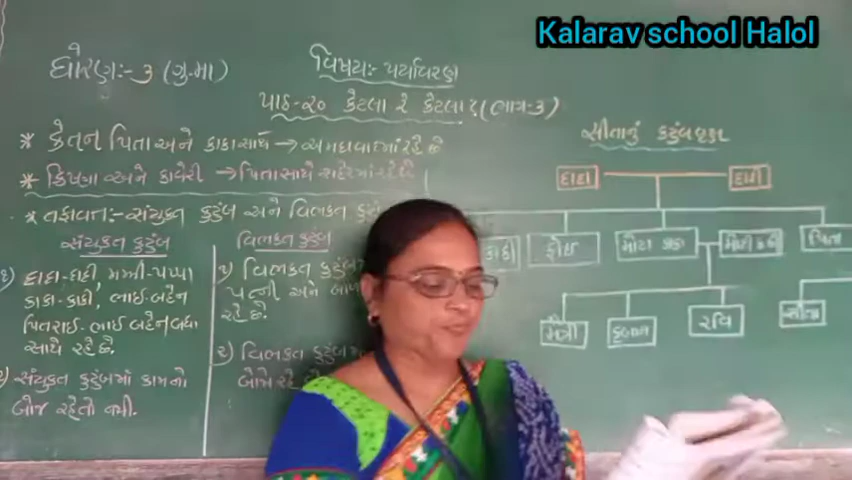 Kalarav school Halol
ધોરણ:- ૩ (ગુ.મા)
વિષય:- પર્યાવરણ
પાઠ-૨૦ કેટલા રે કેટલા ? (ભાગ-૩)
* કેતન પિતા અને કાકા સાથે → અમદાવાદમાં રહે છે
* ક્રિષ્ના અને કાવેરી → પિતા સાથે શહેરમાં રહેછે
* તફાવત:- સંયુક્ત કુટુંબ અને વિભક્ત
સંયુક્ત કુટુંબ
૧) દાદા-દાદી, મમ્મી-પપ્પા
કાકા-કાકી, ભાઈ-બહેન
પિતરાઈ-ભાઈ બહેન બધા
સાથે રહે છે.
૨) સંયુક્ત કુટુંબમાં કામનો
બોજ રહેતો નથી.
વિભક્ત કુટુંબ
૧) વિભક્ત
પત્ની અને
રહે છે.
૨) વિભક્ત કુટુંબમાં
બોજો રહે
સીતાનું કુટુંબવૃક્ષ
દાદા દાદી
કાકી ફોઇ મોટા કાકા મોટી કાકી પિતા
મૈત્રી રવિ સીતા